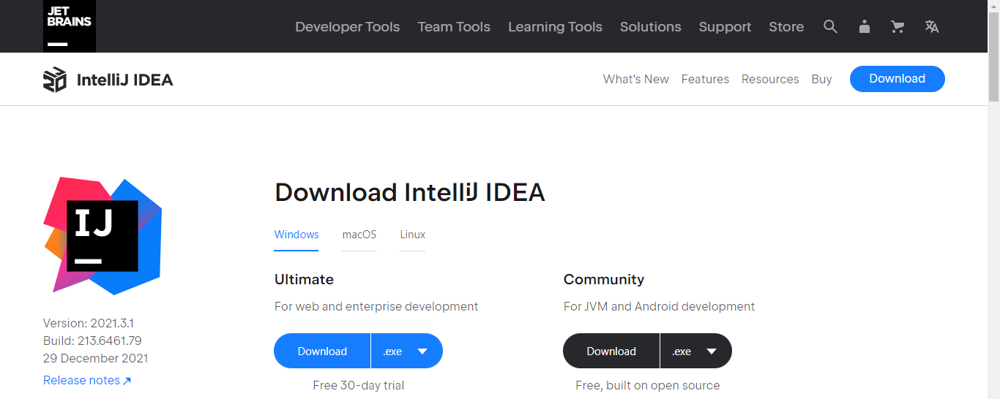 JET
BRAINS
Developer Tools Team Tools Learning Tools Solutions Support Store
IntelliJ IDEA
What's New Features Resources Buy Download
IJ
Download IntelliJ IDEA
Windows macOS Linux
Ultimate Community
For web and enterprise development For JVM and Android development
Download .exe Download .exe
Free 30-day trial Free, built on open source
Version: 2021.3.1
Build: 213.6461.79
29 December 2021
Release notes